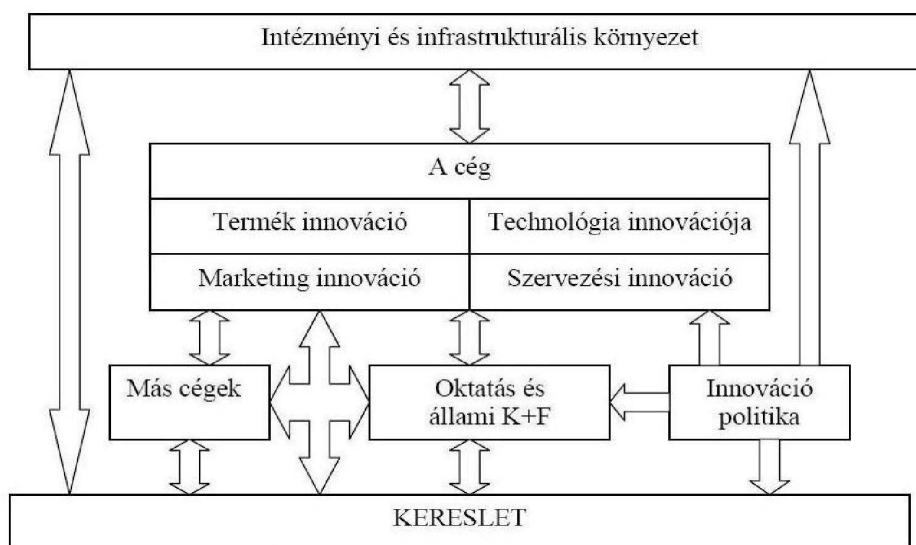 Intézményi és infrastrukturális környezet
A cég
Termék innováció
Technológia innovációja
Marketing innováció
Szervezési innováció
Más cégek
Oktatás és
állami K+F
Innováció
politika
KERESLET